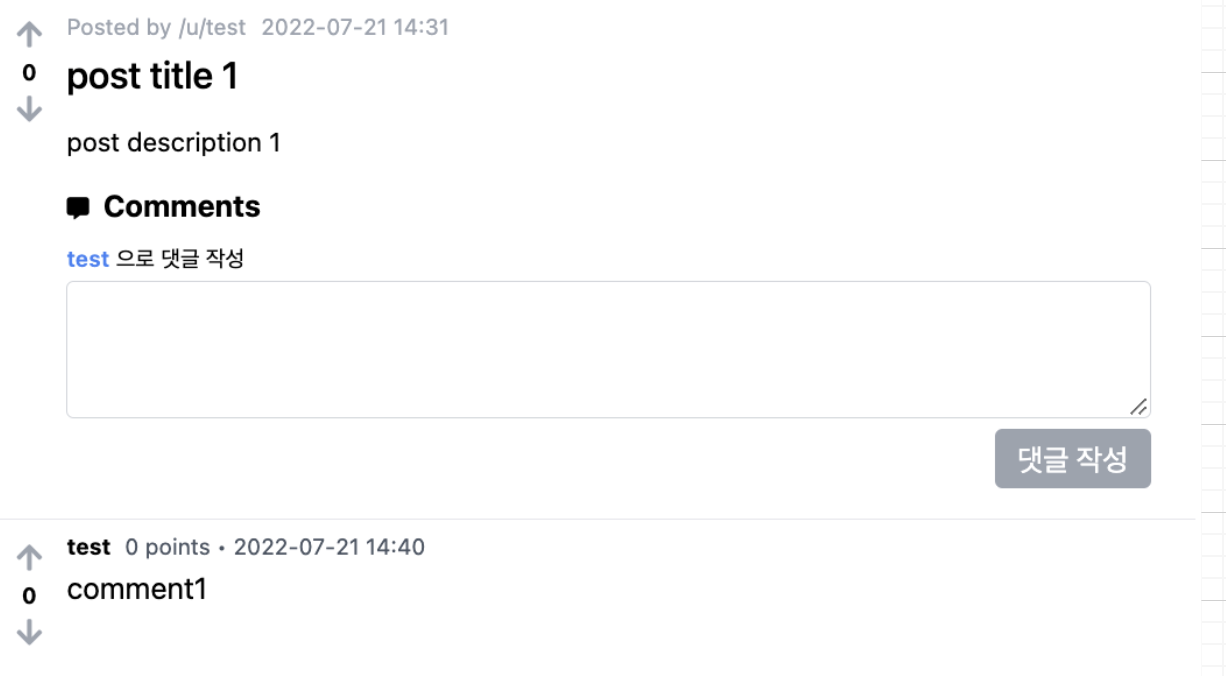 Posted by /u/test 2022-07-21 14:31
0
post title 1
post description 1
Comments
test 으로 댓글 작성
댓글 작성
test 0 points • 2022-07-21 14:40
0
comment1